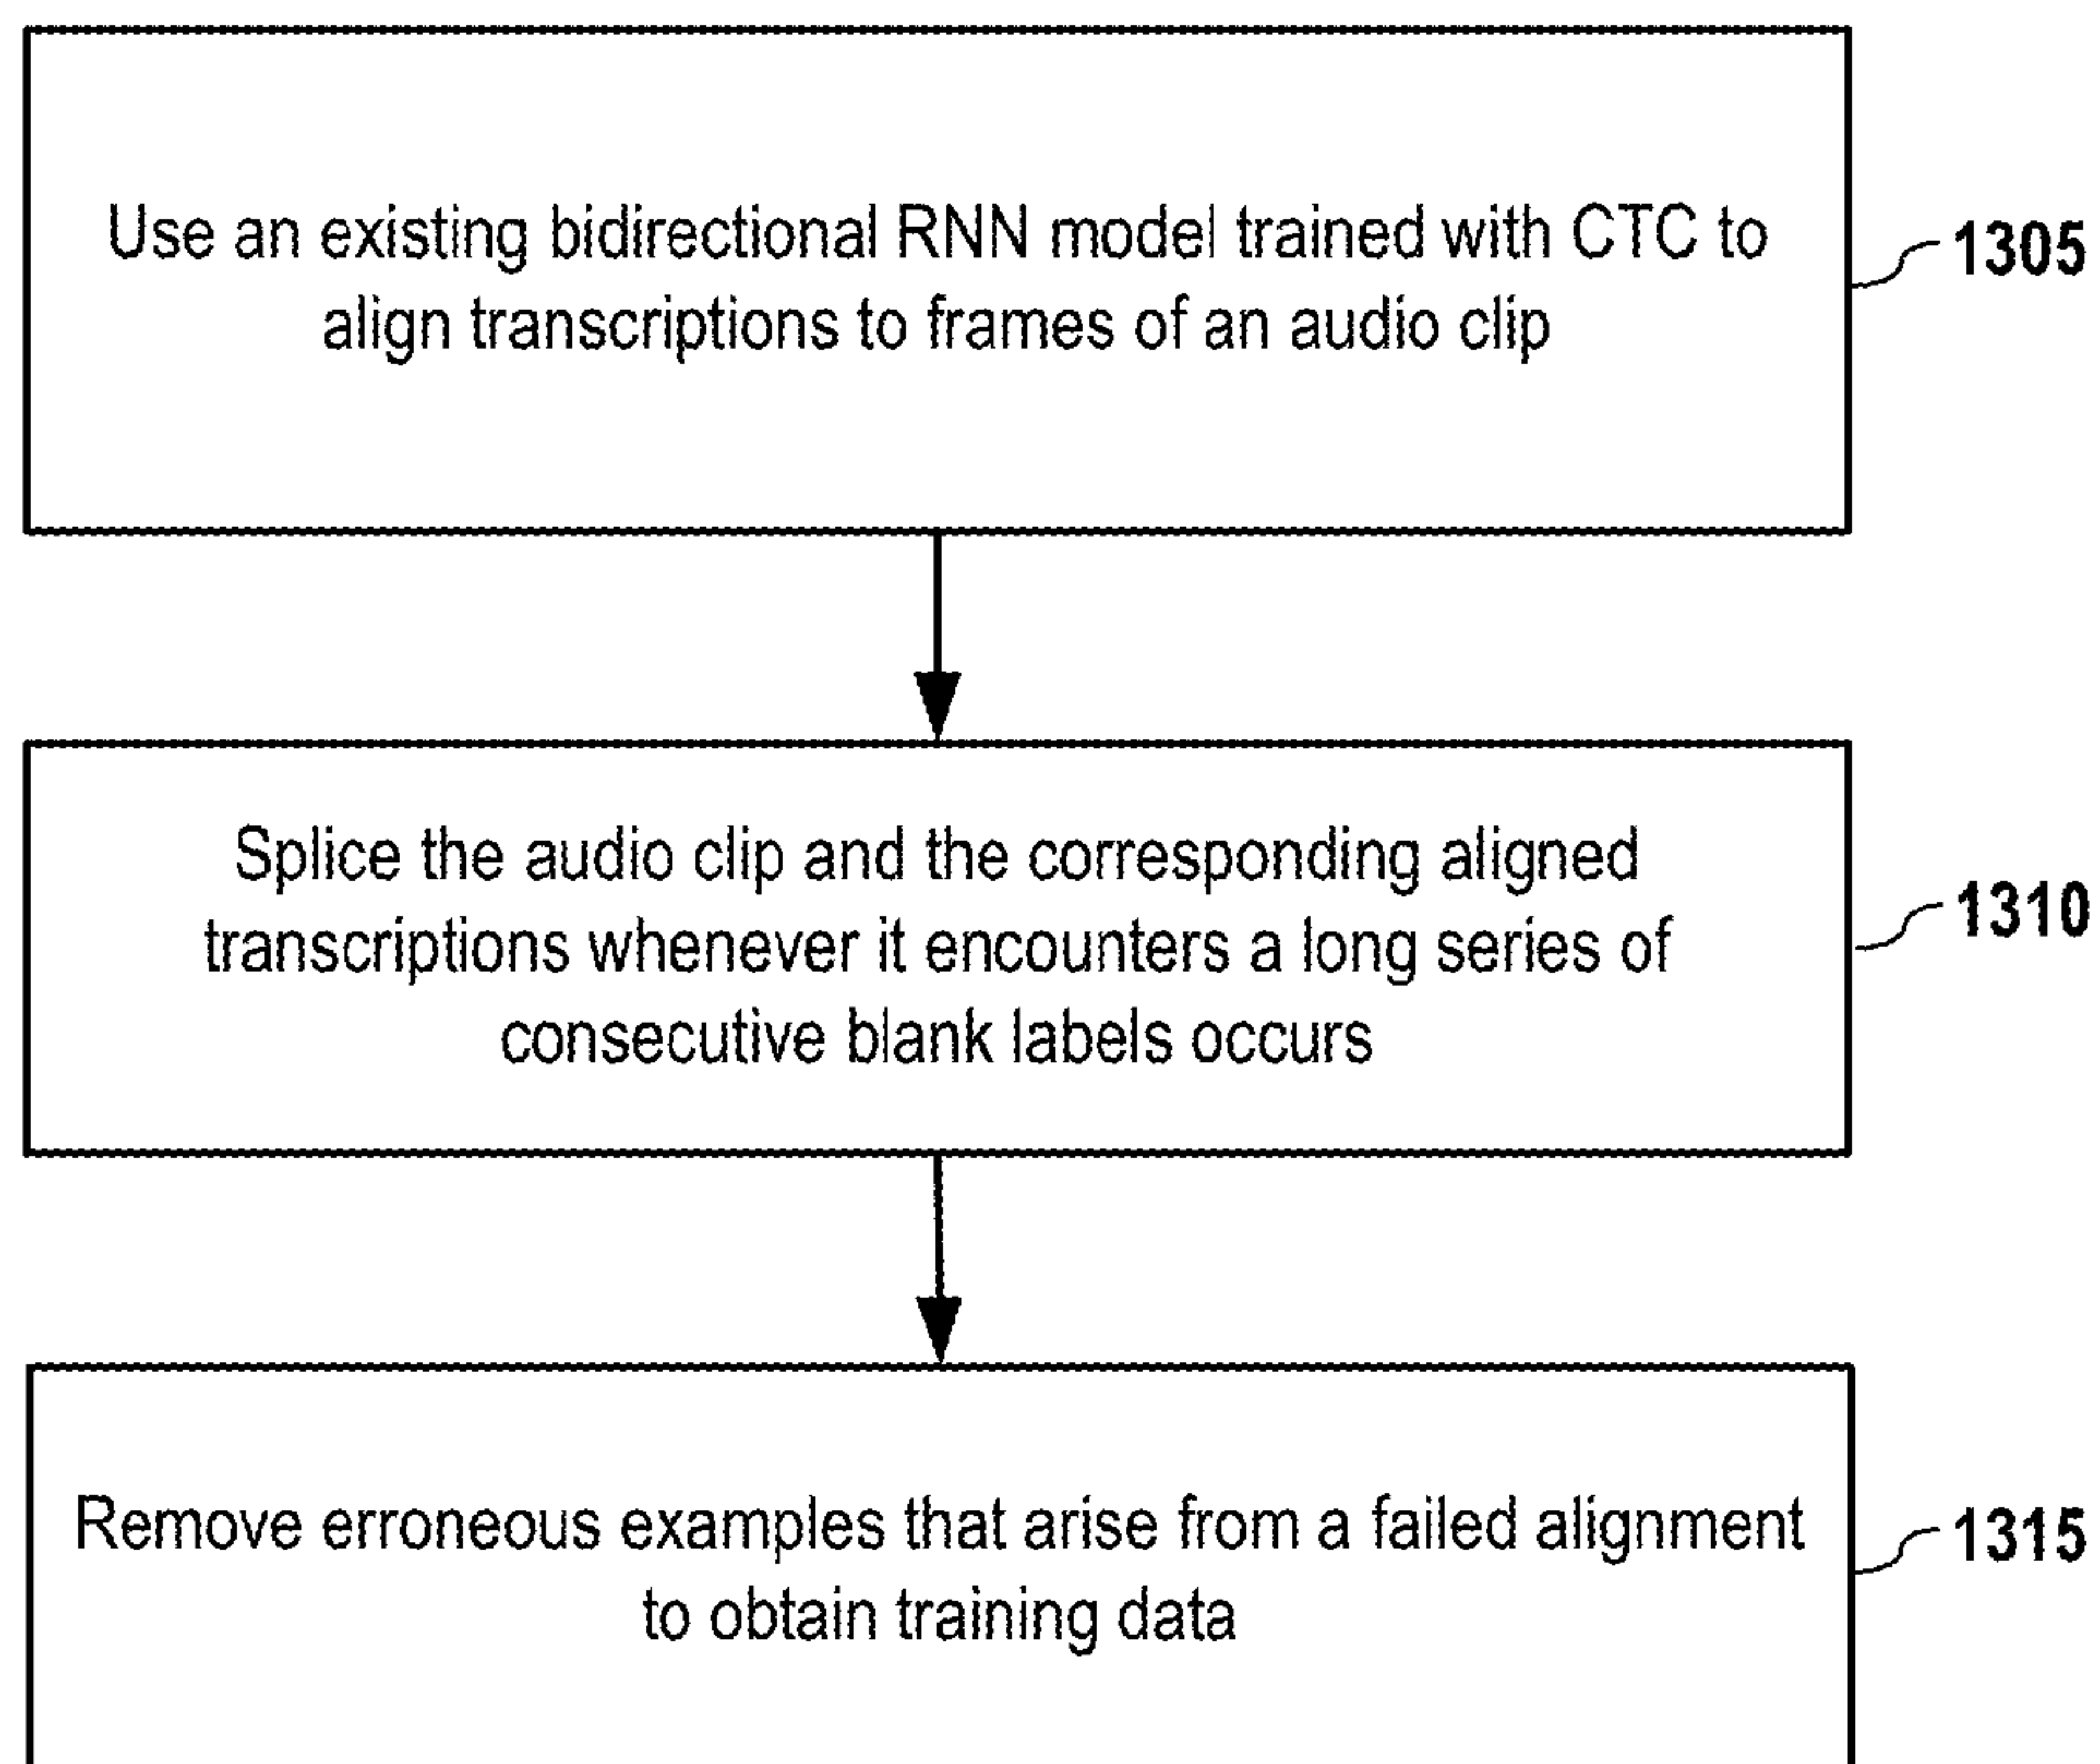 Use an existing bidirectional RNN model trained with CTC to
align transcriptions to frames of an audio clip
1305
Splice the audio clip and the corresponding aligned
transcriptions whenever it encounters a long series of
consecutive blank labels occurs
1310
Remove erroneous examples that arise from a failed alignment
to obtain training data
1315